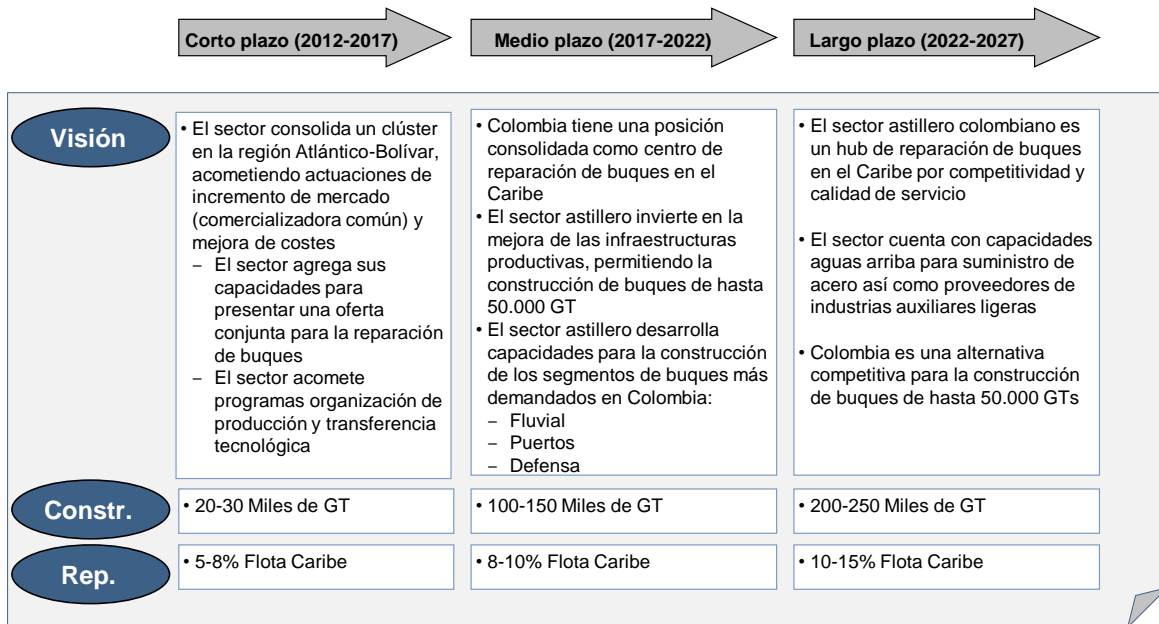 Corto plazo (2012-2017)
Medio plazo (2017-2022)
Largo plazo (2022-2027)
Visión
• El sector consolida un clúster
en la región Atlántico-Bolívar,
acometiendo actuaciones de
incremento de mercado
(comercializadora común) y
mejora de costes
– El sector agrega sus
capacidades para
presentar una oferta
conjunta para la reparación
de buques
– El sector acomete
programas organización de
producción y transferencia
tecnológica
• Colombia tiene una posición
consolidada como centro de
reparación de buques en el
Caribe
• El sector astillero invierte en la
mejora de las infraestructuras
productivas, permitiendo la
construcción de buques de hasta
50.000 GT
• El sector astillero desarrolla
capacidades para la construcción
de los segmentos de buques más
demandados en Colombia:
– Fluvial
– Puertos
– Defensa
• El sector astillero colombiano es
un hub de reparación de buques
en el Caribe por competitividad y
calidad de servicio
• El sector cuenta con capacidades
aguas arriba para suministro de
acero así como proveedores de
industrias auxiliares ligeras
• Colombia es una alternativa
competitiva para la construcción
de buques de hasta 50.000 GTs
Constr.
• 20-30 Miles de GT
• 100-150 Miles de GT
• 200-250 Miles de GT
Rep.
• 5-8% Flota Caribe
• 8-10% Flota Caribe
• 10-15% Flota Caribe